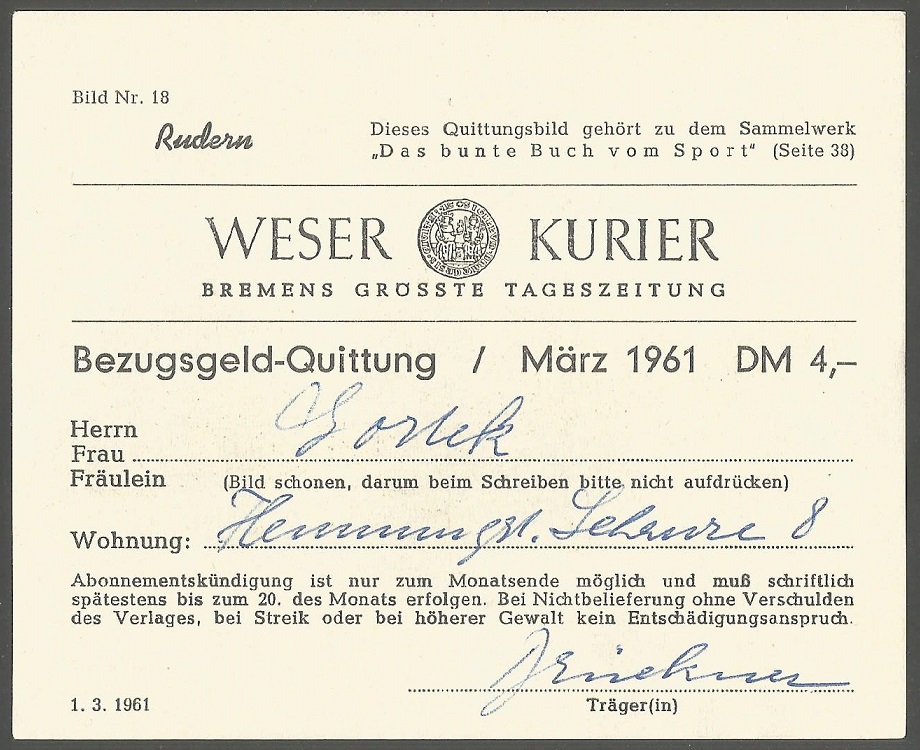 Bild Nr. 18
Rudern
Dieses Quittungsbild gehört zu dem Sammelwerk
„Das bunte Buch vom Sport" (Seite 38)
WESER KURIER
BREMENS GRÖSSTE TAGESZEITUNG
Bezugsgeld-Quittung / März 1961 DM 4,–
Herrn
Frau
Fräulein
(Bild schonen, darum beim Schreiben bitte nicht aufdrücken)
Wohnung: 8
Abonnementskündigung ist nur zum Monatsende möglich und muß schriftlich
spätestens bis zum 20. des Monats erfolgen. Bei Nichtbelieferung ohne Verschulden
des Verlages, bei Streik oder bei höherer Gewalt kein Entschädigungsanspruch.
1. 3. 1961
Träger(in)